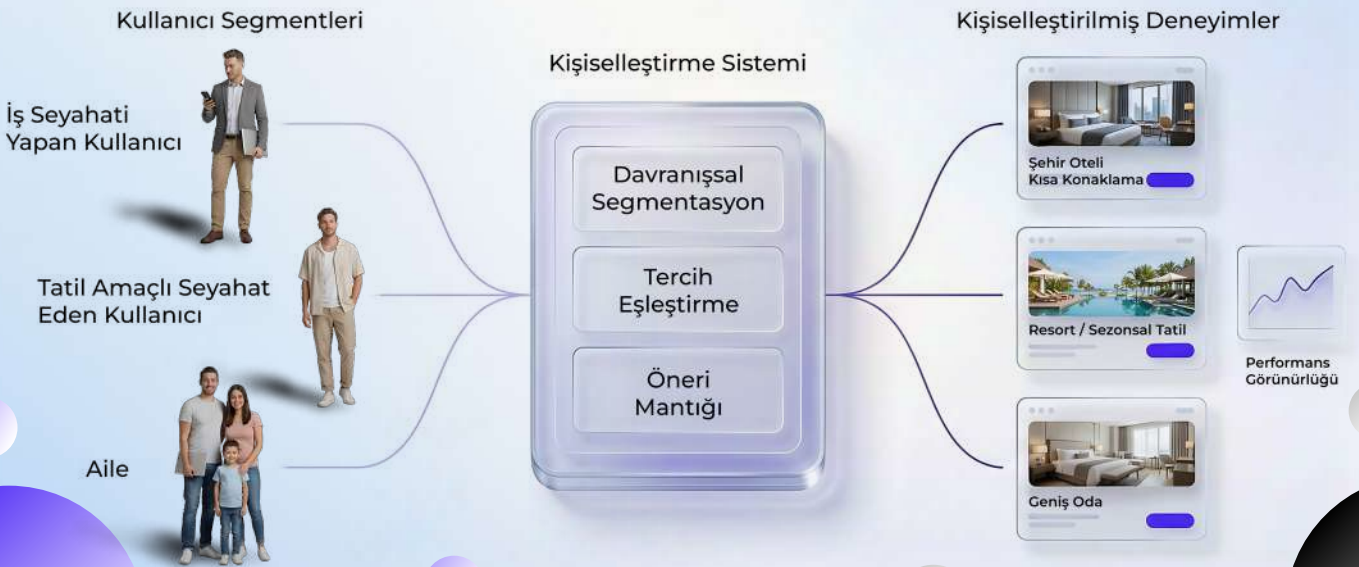 Kullanıcı Segmentleri
İş Seyahati
Yapan Kullanıcı
Tatil Amaçlı Seyahat
Eden Kullanıcı
Aile
Kişiselleştirme Sistemi
Davranışsal
Segmentasyon
Tercih
Eşleştirme
Öneri
Mantığı
Kişiselleştirilmiş Deneyimler
Şehir Oteli
Kısa Konaklama
Resort / Sezonsal Tatil
Geniş Oda
Performans
Görünürlüğü